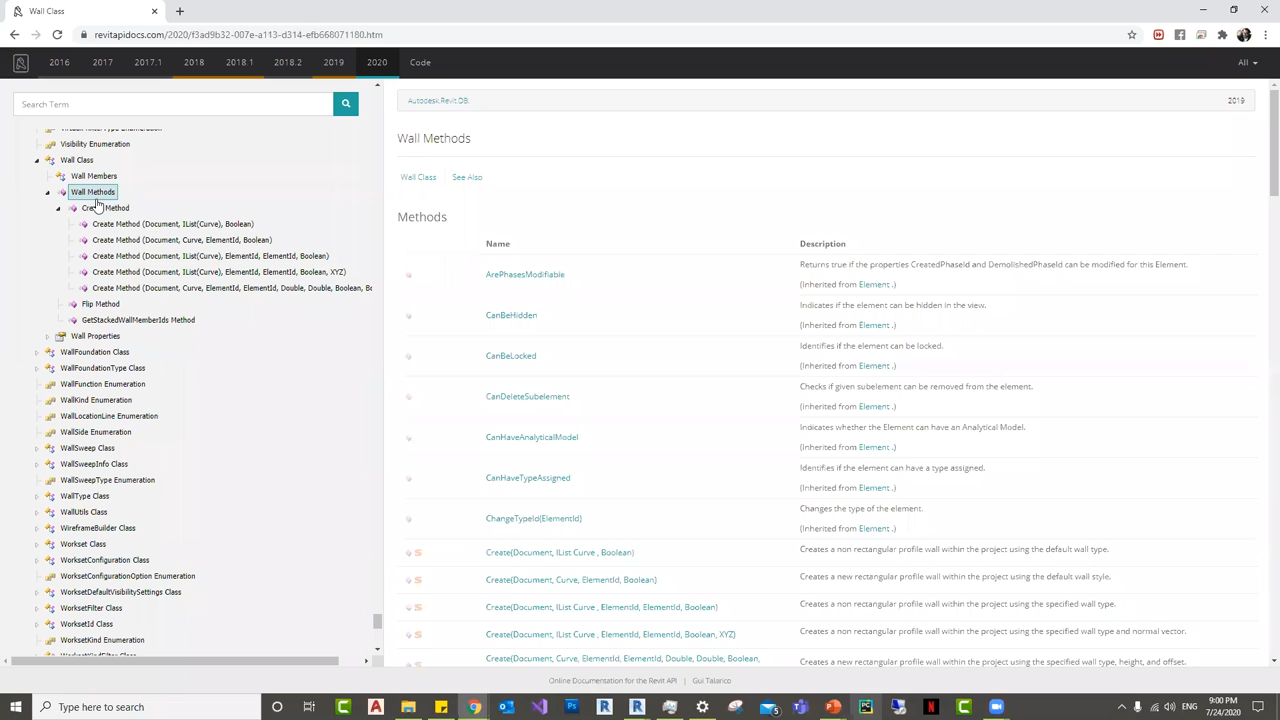 Wall Class
revitapidocs.com/2020/f3ad9b32-007e-a113-d314-efb668071180.htm
2016 2017 2017.1 2018 2018.1 2018.2 2019 2020 Code All
Search Term
Visibility Enumeration
Wall Class
Wall Members
Wall Methods
Create Method
Create Method (Document, IList(Curve), Boolean)
Create Method (Document, Curve, ElementId, Boolean)
Create Method (Document, IList(Curve), ElementId, ElementId, Boolean)
Create Method (Document, IList(Curve), ElementId, ElementId, Boolean, XYZ)
Create Method (Document, Curve, ElementId, ElementId, Double, Double, Boolean, Bo
Flip Method
GetStackedWallMemberIds Method
Wall Properties
WallFoundation Class
WallFoundationType Class
WallFunction Enumeration
WallKind Enumeration
WallLocationLine Enumeration
WallSide Enumeration
WallSweep Class
WallSweepInfo Class
WallSweepType Enumeration
WallType Class
WallUtils Class
WireframeBuilder Class
Workset Class
WorksetConfiguration Class
WorksetConfigurationOption Enumeration
WorksetDefaultVisibilitySettings Class
WorksetFilter Class
WorksetId Class
WorksetKind Enumeration
Autodesk.Revit.DB. 2019
Wall Methods
Wall Class See Also
Methods
Name Description
ArePhasesModifiable Returns true if the properties CreatedPhaseId and DemolishedPhaseId can be modified for this Element.
(Inherited from Element .)
CanBeHidden Indicates if the element can be hidden in the view.
(Inherited from Element .)
CanBeLocked Identifies if the element can be locked.
(Inherited from Element .)
CanDeleteSubelement Checks if given subelement can be removed from the element.
(Inherited from Element .)
CanHaveAnalyticalModel Indicates whether the Element can have an Analytical Model.
(Inherited from Element .)
CanHaveTypeAssigned Identifies if the element can have a type assigned.
(Inherited from Element .)
ChangeTypeId(ElementId) Changes the type of the element.
(Inherited from Element .)
Create(Document, IList Curve , Boolean) Creates a non rectangular profile wall within the project using the default wall type.
Create(Document, Curve, ElementId, Boolean) Creates a new rectangular profile wall within the project using the default wall style.
Create(Document, IList Curve , ElementId, ElementId, Boolean) Creates a non rectangular profile wall within the project using the specified wall type.
Create(Document, IList Curve , ElementId, ElementId, Boolean, XYZ) Creates a non rectangular profile wall within the project using the specified wall type and normal vector.
Create(Document, Curve, ElementId, ElementId, Double, Double, Boolean, Creates a new rectangular profile wall within the project using the specified wall type, height, and offset.
Online Documentation for the Revit API | Gui Talarico
Type here to search
9:00 PM
7/24/2020